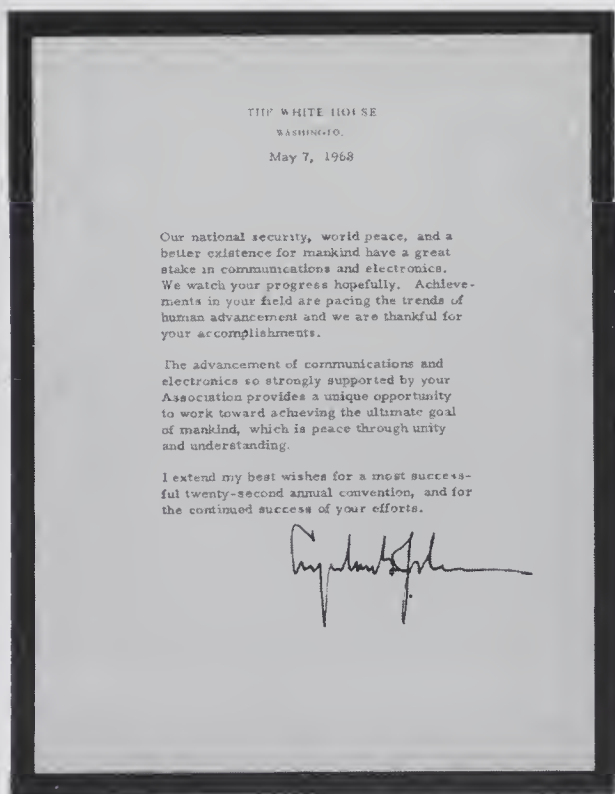 THE WHITE HOUSE
WASHINGTON
May 7, 1968
Our national security, world peace, and a
better existence for mankind have a great
stake in communications and electronics.
We watch your progress hopefully. Achieve-
ments in your field are pacing the trends of
human advancement and we are thankful for
your accomplishments.
The advancement of communications and
electronics so strongly supported by your
Association provides a unique opportunity
to work toward achieving the ultimate goal
of mankind, which is peace through unity
and understanding.
I extend my best wishes for a most success-
ful twenty-second annual convention, and for
the continued success of your efforts.